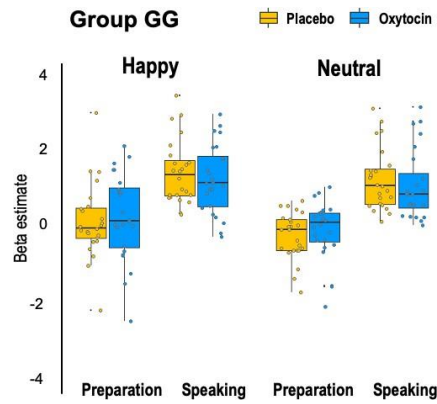 Group GG
Placebo Oxytocin
Happy Neutral
Beta estimate
4
2
0
-2
-4
Preparation Speaking Preparation Speaking